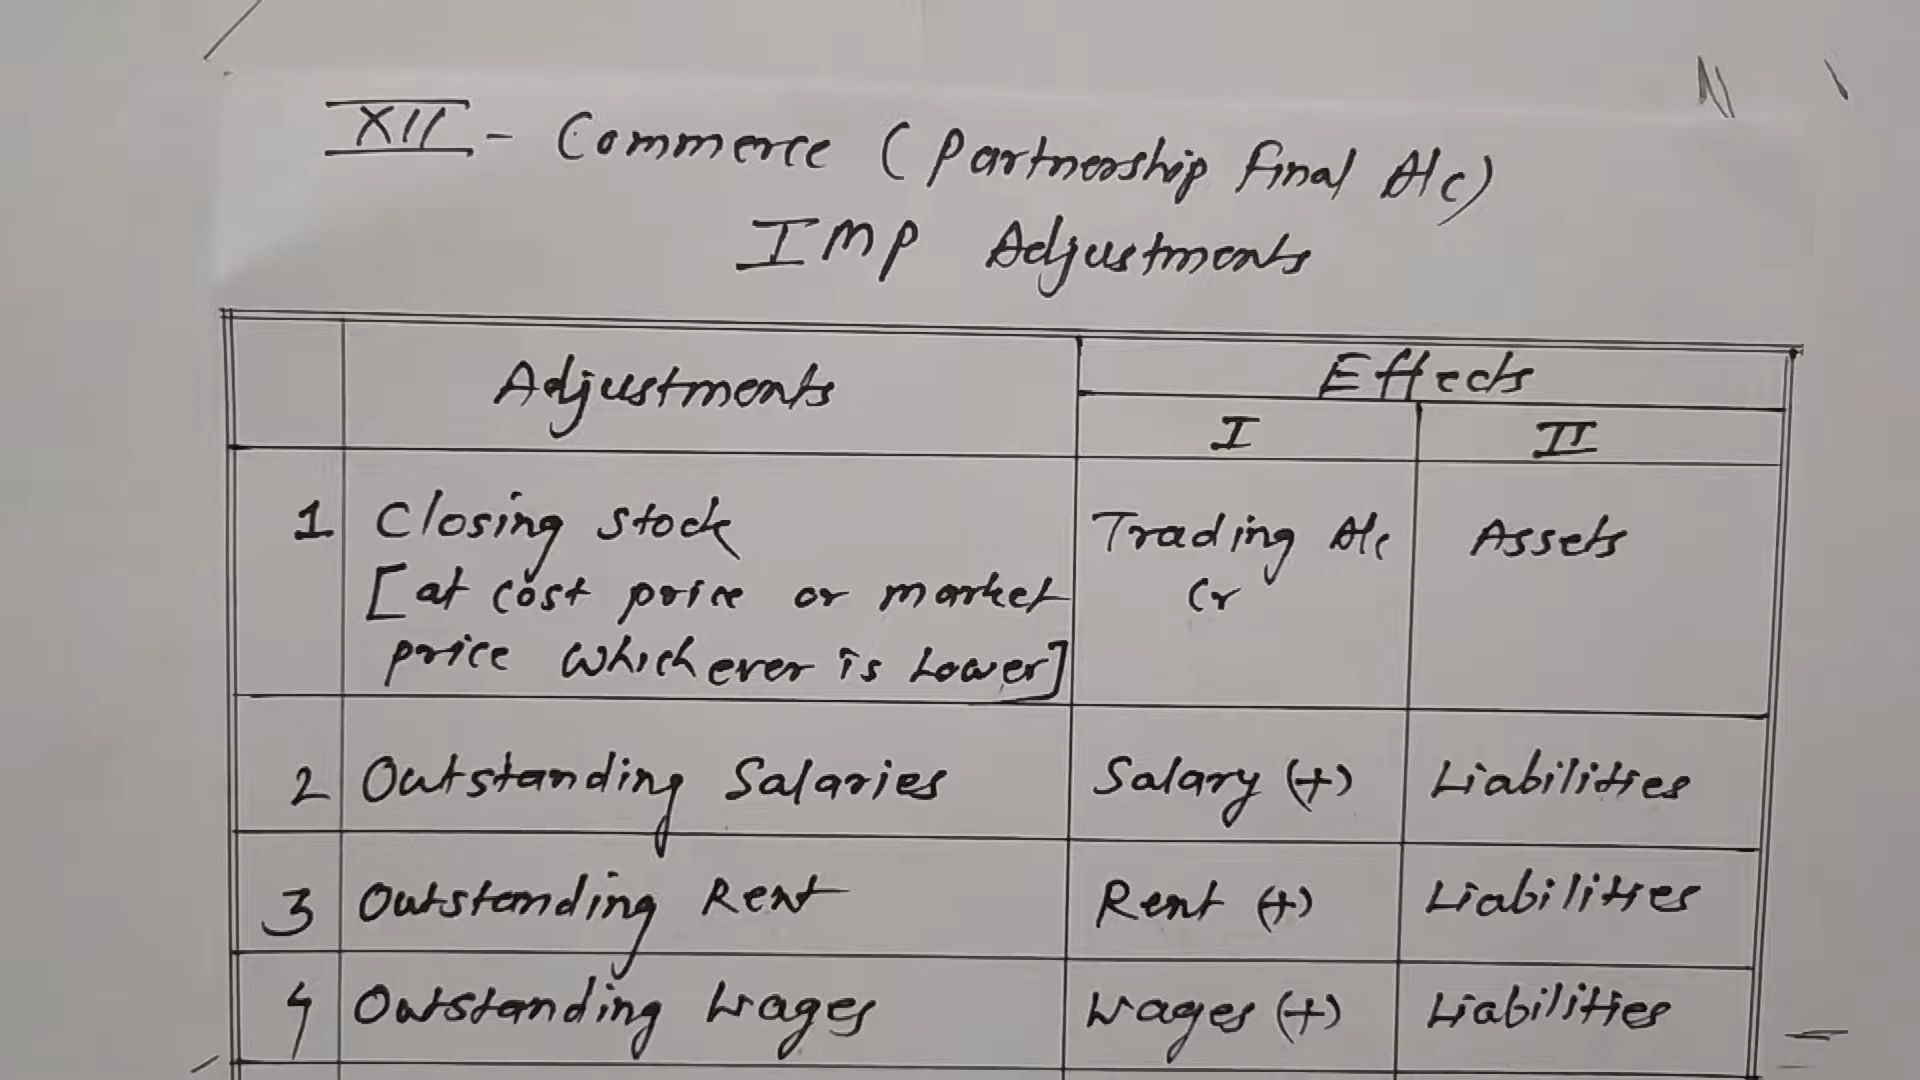 XII - Commerce (Partnership Final A/c)
IMP Adjustments
Adjustments Effects
I II
1 Closing Stock Trading A/c Assets
[at cost price or market Cr
price whichever is Lower]
2 Outstanding Salaries Salary (+) Liabilities
3 Outstanding Rent Rent (+) Liabilities
4 Outstanding Wages Wages (+) Liabilities